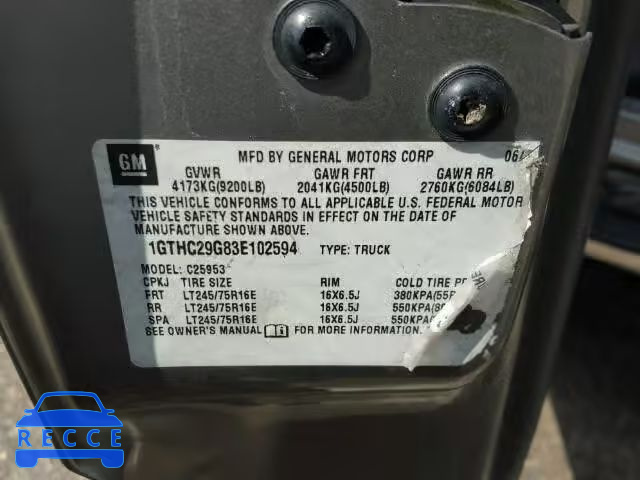 GM
MFD BY GENERAL MOTORS CORP 06/
GVWR GAWR FRT GAWR RR
4173KG(9200LB) 2041KG(4500LB) 2760KG(6084LB)
THIS VEHICLE CONFORMS TO ALL APPLICABLE U.S. FEDERAL MOTOR
VEHICLE SAFETY STANDARDS IN EFFECT ON THE DATE OF
MANUFACTURE SHOWN ABOVE.
1GTHC29G83E102594 TYPE: TRUCK
MODEL: C25953
CPKJ TIRE SIZE RIM COLD TIRE
FRT LT245/75R16E 16X6.5J 380KPA(55
RR LT245/75R16E 16X6.5J 550KPA(8
SPA LT245/75R16E 16X6.5J 550KPA(
SEE OWNER'S MANUAL FOR MORE INFORMATION.
RECCE